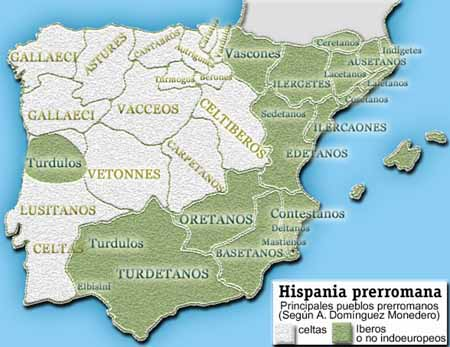 GALLAECI
ASTURES
CANTABROS
Autrigones
Vascones
Ceretanos
Indigetes
AUSETANOS
ILERGETES
Lacetanos
Laietanos
Cosetanos
Turmogos
Berones
GALLAECI
VACCEOS
CELTIBEROS
Sedetanos
ILERCAONES
EDETANOS
Turdulos
VETONNES
CARPETANOS
LUSITANOS
ORETANOS
Contestanos
Deitanos
Mastienos
BASETANOS
CELTAS
Turdulos
TURDETANOS
Elbisini
Hispania prerromana
Principales pueblos prerromanos
(Según A. Domínguez Monedero)
celtas
Iberos
o no indoeuropeos